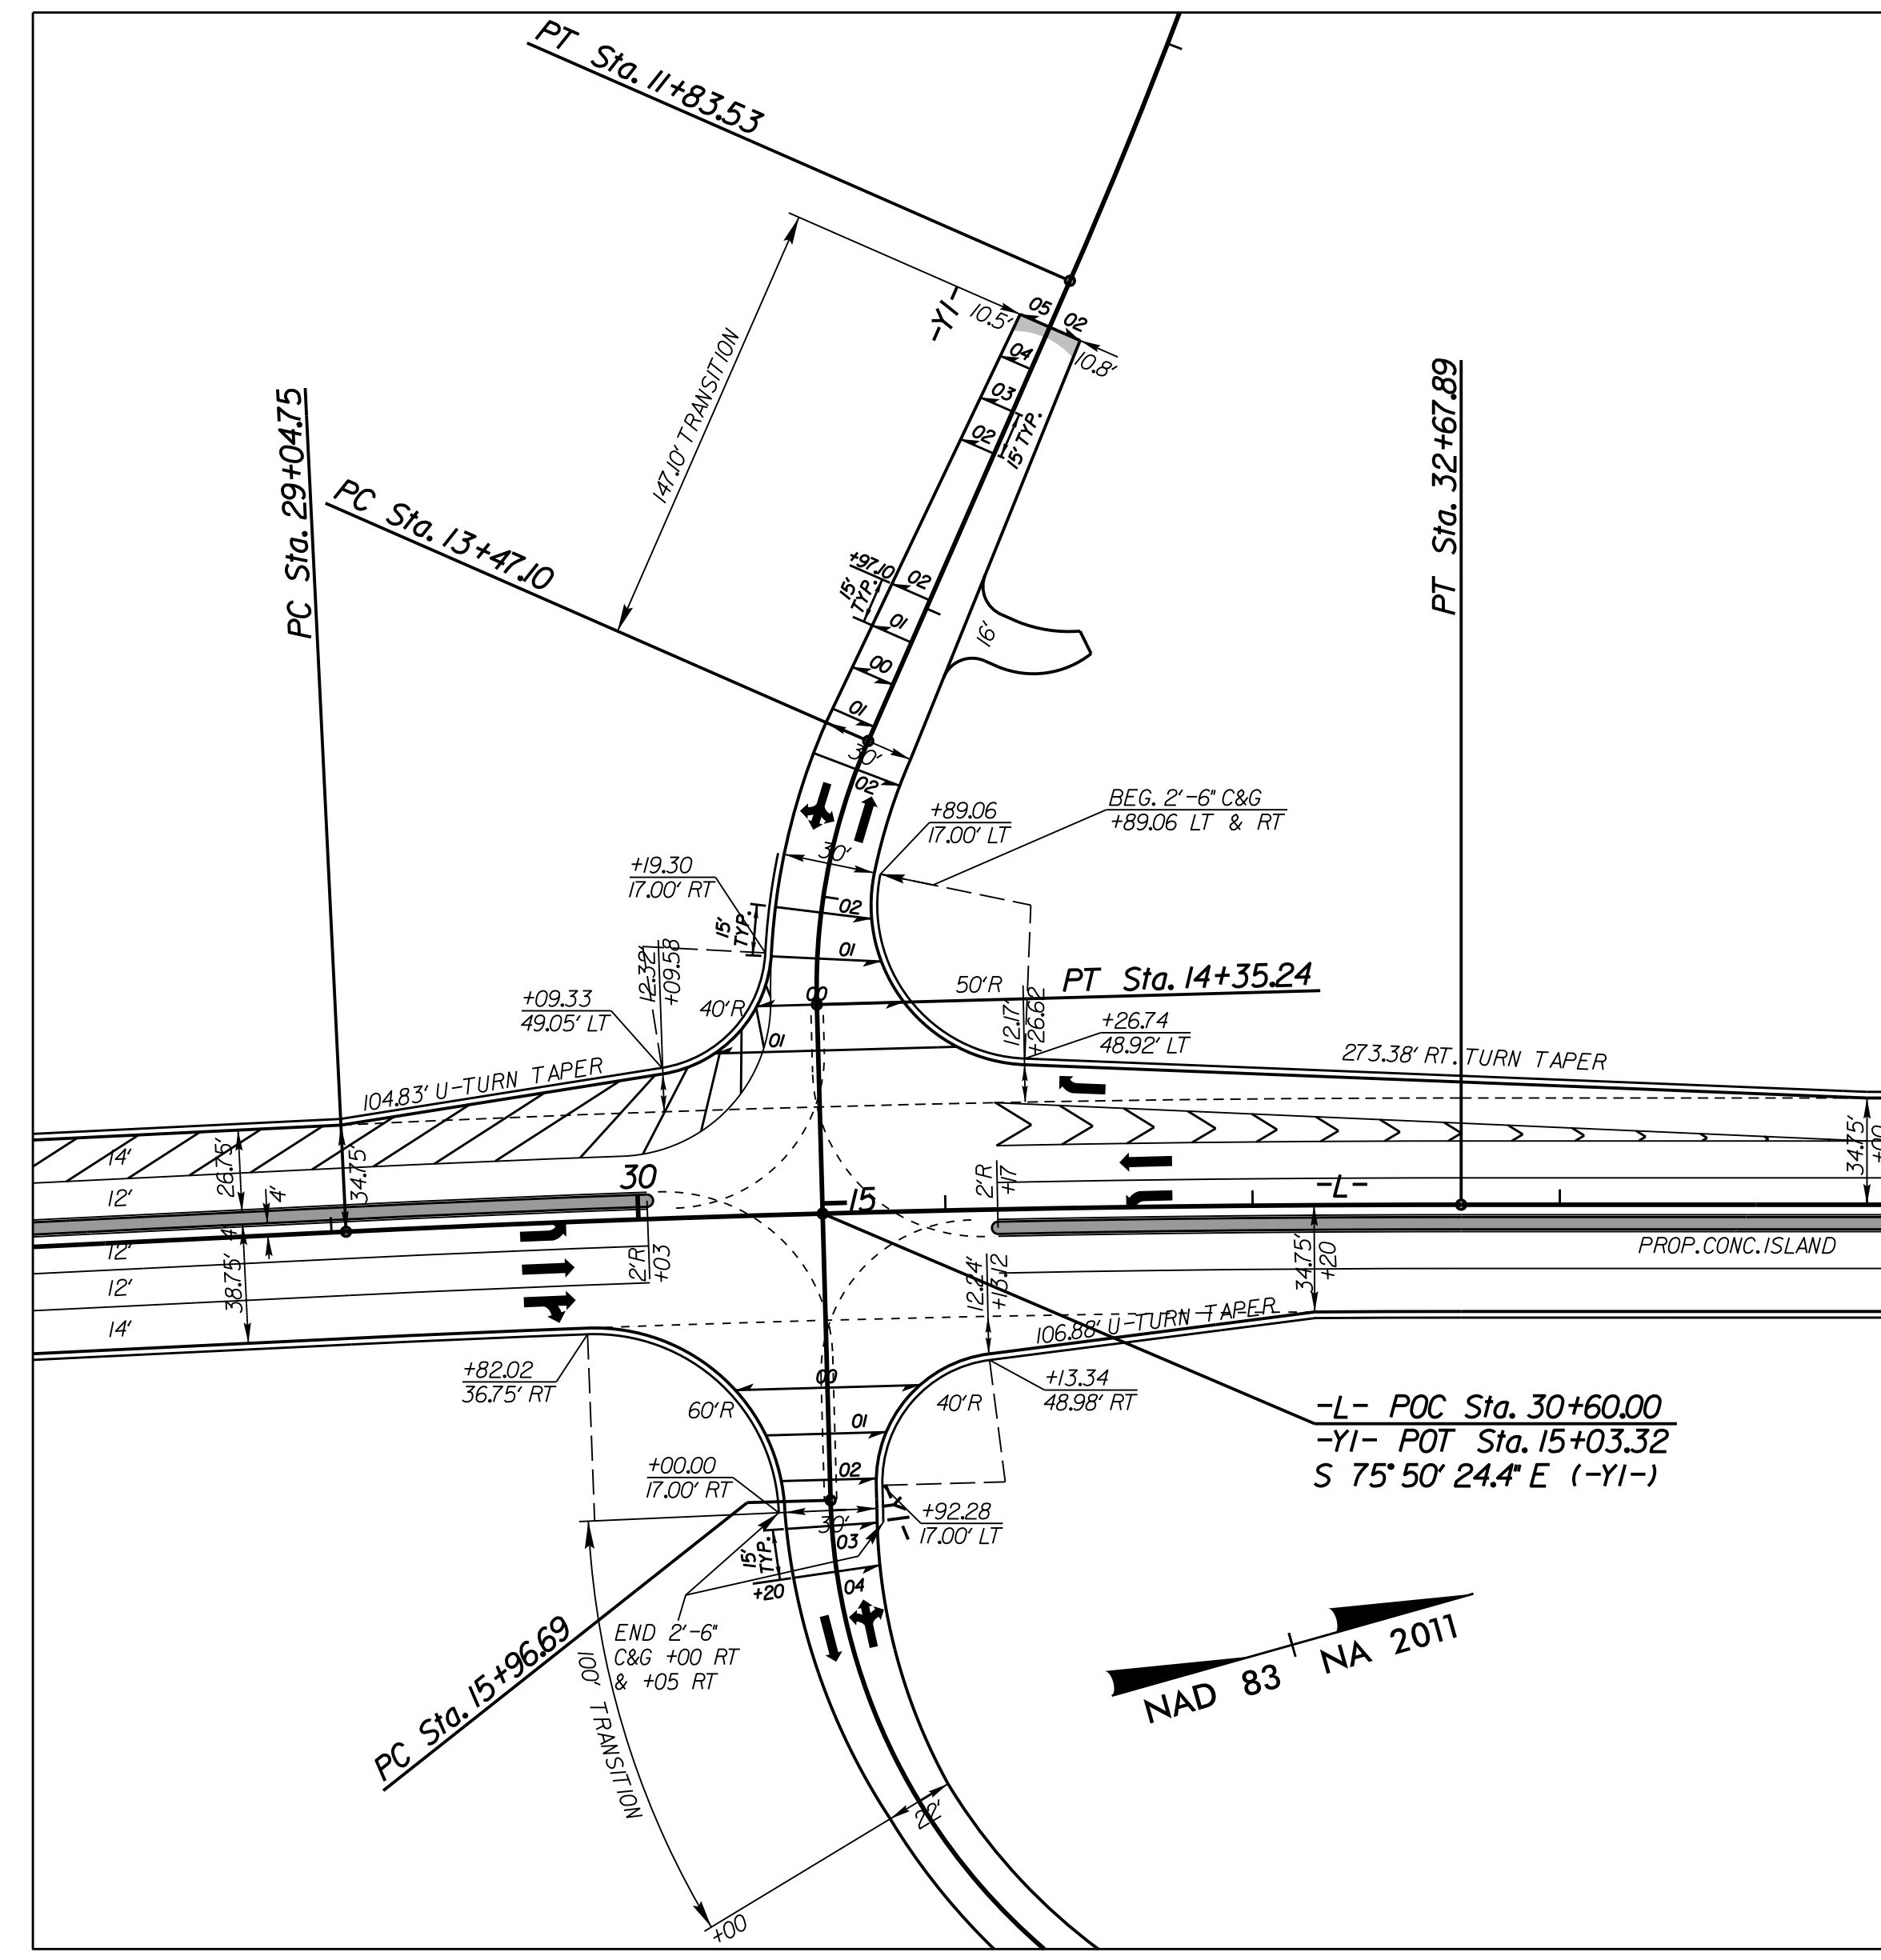 PT Sta. 11+83.53
-Y1-
10.5'
05
02
10.8'
04
03
02
15' TYP.
147.10' TRANSITION
PC Sta. 29+04.75
PC Sta. 13+47.10
PT Sta. 32+67.89
+97.10
15'
TYP.
02
01
00
01
16'
30'
02
BEG. 2'-6" C&G
+89.06 LT & RT
+89.06
17.00' LT
30'
+19.30
17.00' RT
15'
TYP.
02
01
12.32'
+09.58
+09.33
49.05' LT
40'R
00
50'R
PT Sta. 14+35.24
01
12.17'
+26.62
+26.74
48.92' LT
273.38' RT. TURN TAPER
104.83' U-TURN TAPER
14'
26.75'
12'
4'
34.75'
30
15
2'R
+17
-L-
34.75'
+00
4'
12'
12'
14'
38.75'
2'R
+03
12.24'
+13.12
34.75'
+20
PROP. CONC. ISLAND
106.88' U-TURN TAPER
+82.02
36.75' RT
00
+13.34
48.98' RT
60'R
40'R
01
-L- POC Sta. 30+60.00
-Y1- POT Sta. 15+03.32
S 75° 50' 24.4" E (-Y1-)
+00.00
17.00' RT
02
-Y1-
+92.28
17.00' LT
30'
03
15'
TYP.
+20
04
END 2'-6"
C&G +00 RT
& +05 RT
PC Sta. 15+96.69
100' TRANSITION
22'
+00
NAD 83
NA 2011